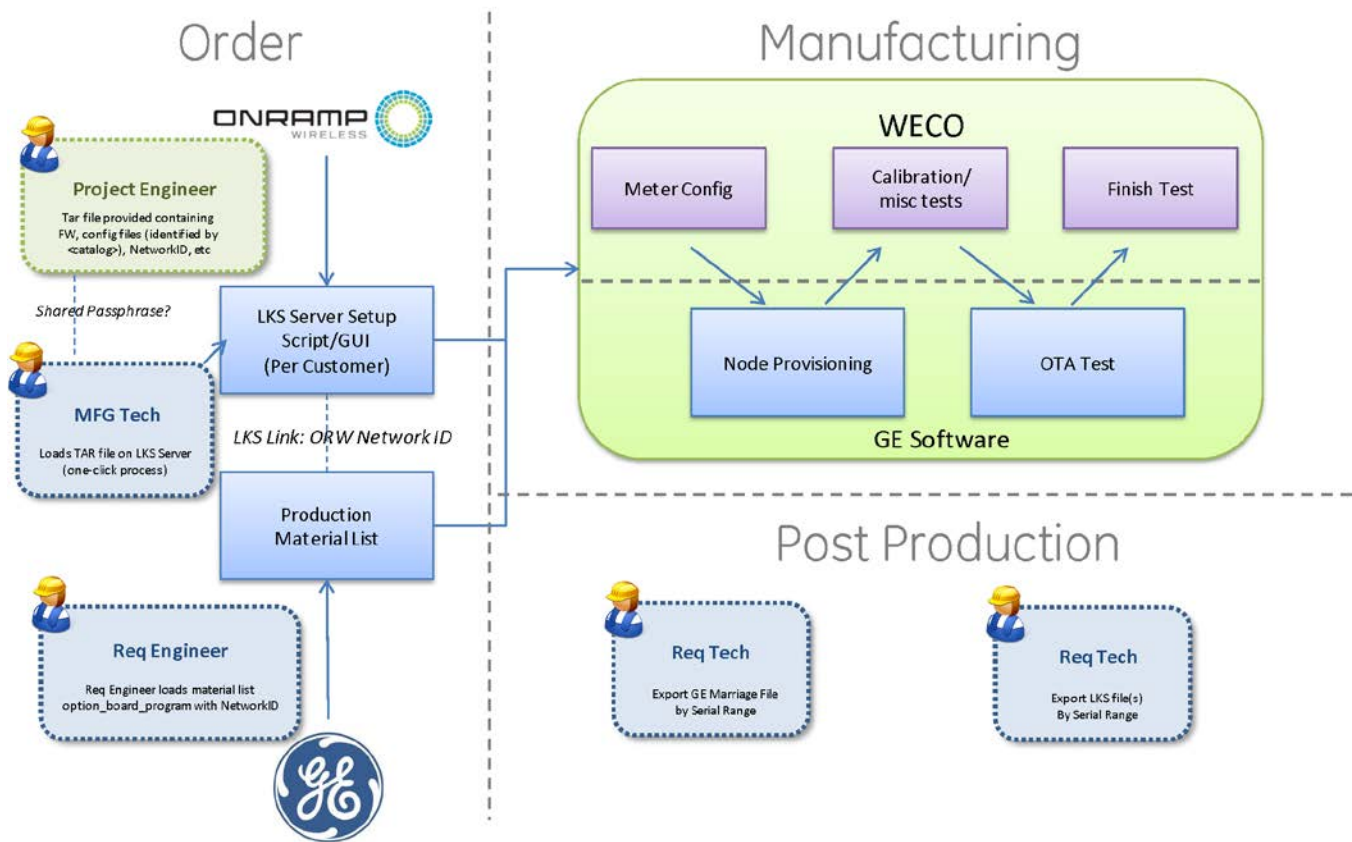 Order
ONRAMP
WIRELESS
Project Engineer
Tar file provided containing
FW, config files (identified by
<catalog>), NetworkID, etc
Shared Passphrase?
LKS Server Setup
Script/GUI
(Per Customer)
MFG Tech
Loads TAR file on LKS Server
(one-click process)
LKS Link: ORW Network ID
Production
Material List
Req Engineer
Req Engineer loads material list
option_board_program with NetworkID
GE
Manufacturing
WECO
Meter Config
Calibration/
misc tests
Finish Test
Node Provisioning
OTA Test
GE Software
Post Production
Req Tech
Export GE Marriage File
by Serial Range
Req Tech
Export LKS file(s)
By Serial Range